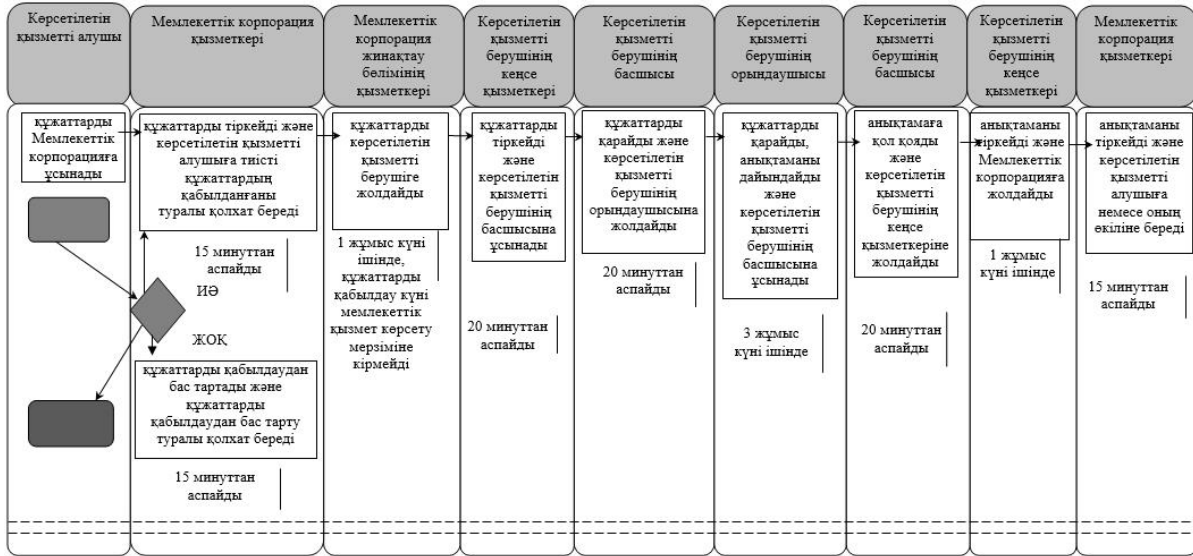 Көрсетілетін
қызметті алушы
Мемлекеттік корпорация
қызметкері
Мемлекеттік
корпорация
жинақтау
бөлімінің
қызметкері
Көрсетілетін
қызметті
берушінің
кеңсе
қызметкері
Көрсетілетін
қызметті
берушінің
басшысы
Көрсетілетін
қызметті
берушінің
орындаушысы
Көрсетілетін
қызметті
берушінің
басшысы
Көрсетілетін
қызметті
берушінің
кеңсе
қызметкері
Мемлекеттік
корпорация
қызметкері
құжаттарды
Мемлекеттік
корпорацияға
ұсынады
құжаттарды тіркейді және
көрсетілетін қызметті
алушыға тиісті
құжаттардың
қабылданғаны
туралы қолхат береді
15 минуттан
аспайды
ИӘ
ЖОҚ
құжаттарды қабылдаудан
бас тартады және
құжаттарды
қабылдаудан бас тарту
туралы қолхат береді
15 минуттан
аспайды
құжаттарды
көрсетілетін
қызметті
берушіге
жолдайды
1 жұмыс күні
ішінде,
құжаттарды
қабылдау күні
мемлекеттік
қызмет көрсету
мерзіміне
кірмейді
құжаттарды
тіркейді
және
көрсетілетін
қызметті
берушінің
басшысына
ұсынады
20 минуттан
аспайды
құжаттарды
қарайды және
көрсетілетін
қызметті
берушінің
орындаушысына
жолдайды
20 минуттан
аспайды
құжаттарды
қарайды,
анықтаманы
дайындайды
және
көрсетілетін
қызметті
берушінің
басшысына
ұсынады
3 жұмыс
күні ішінде
анықтамаға
қол қояды
және
көрсетілетін
қызметті
берушінің
кеңсе
қызметкеріне
жолдайды
20 минуттан
аспайды
анықтаманы
тіркейді және
Мемлекеттік
корпорацияға
жолдайды
1 жұмыс
күні ішінде
анықтаманы
тіркейді және
көрсетілетін
қызметті
алушыға
немесе оның
өкіліне береді
15 минуттан
аспайды